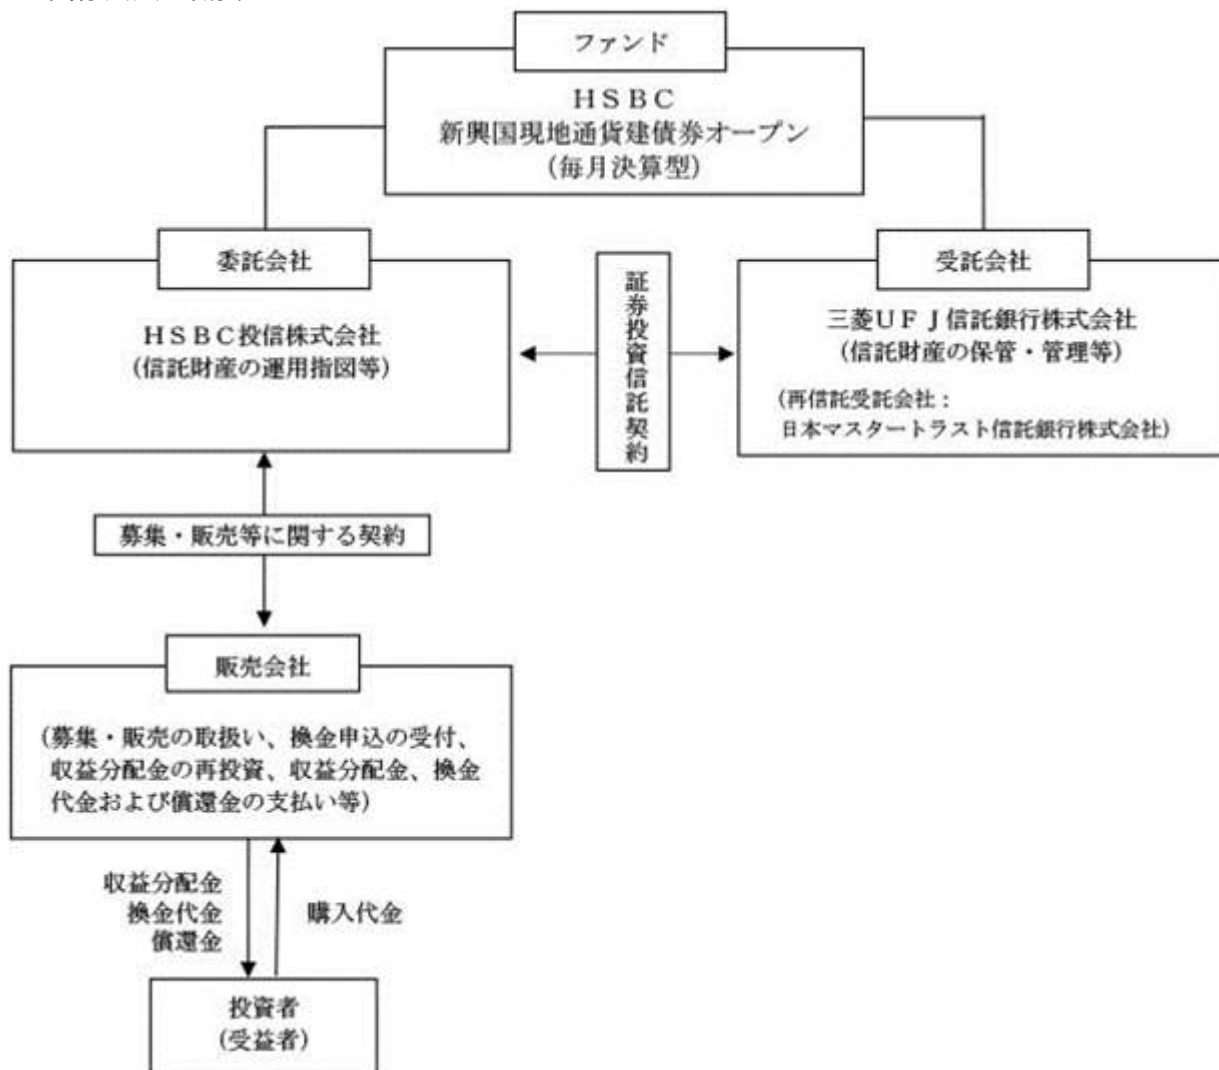 ファンド
HSBC
新興国現地通貨建債券オープン
(毎月決算型)
委託会社
HSBC投信株式会社
(信託財産の運用指図等)
証券投資信託契約
受託会社
三菱UFJ信託銀行株式会社
(信託財産の保管・管理等)
(再信託受託会社:
日本マスタートラスト信託銀行株式会社)
募集・販売等に関する契約
販売会社
(募集・販売の取扱い、換金申込の受付、
収益分配金の再投資、収益分配金、換金
代金および償還金の支払い等)
収益分配金
換金代金
償還金
購入代金
投資者
(受益者)